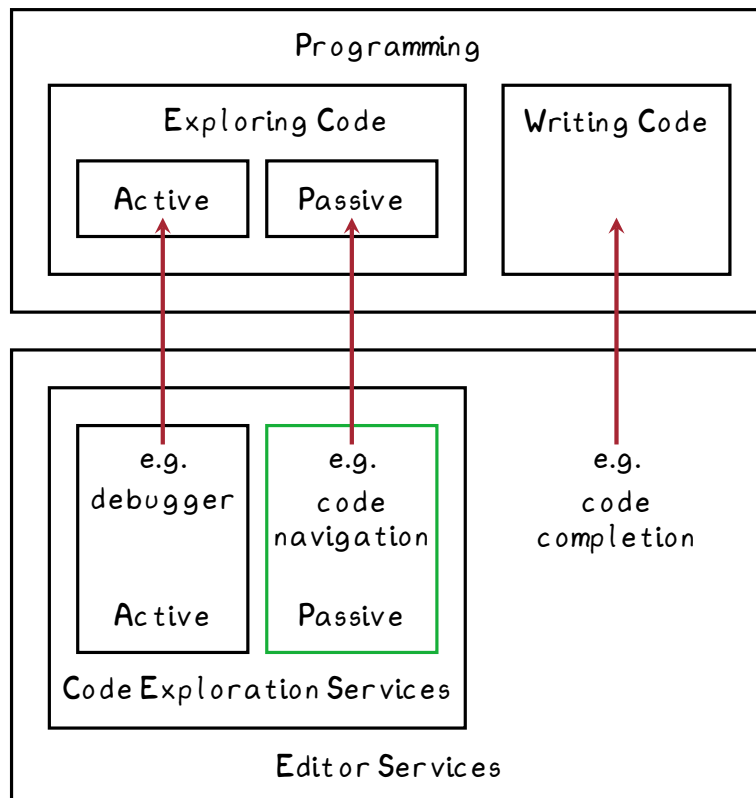 Programming
Exploring Code
Writing Code
Active
Passive
e.g.
debugger
Active
e.g.
code
navigation
Passive
e.g.
code
completion
Code Exploration Services
Editor Services